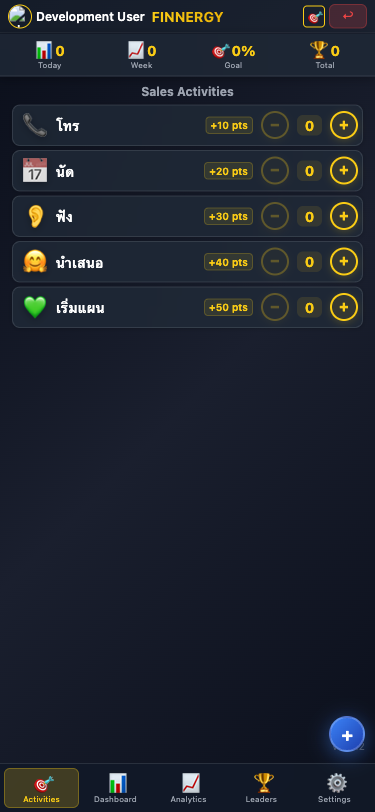 Development User FINNERGY
0 0 0% 0
Today Week Goal Total
Sales Activities
โทร +10 pts − 0 +
17 นัด +20 pts − 0 +
ฟัง +30 pts − 0 +
นำเสนอ +40 pts − 0 +
เริ่มแผน +50 pts − 0 +
+
Activities Dashboard Analytics Leaders Settings